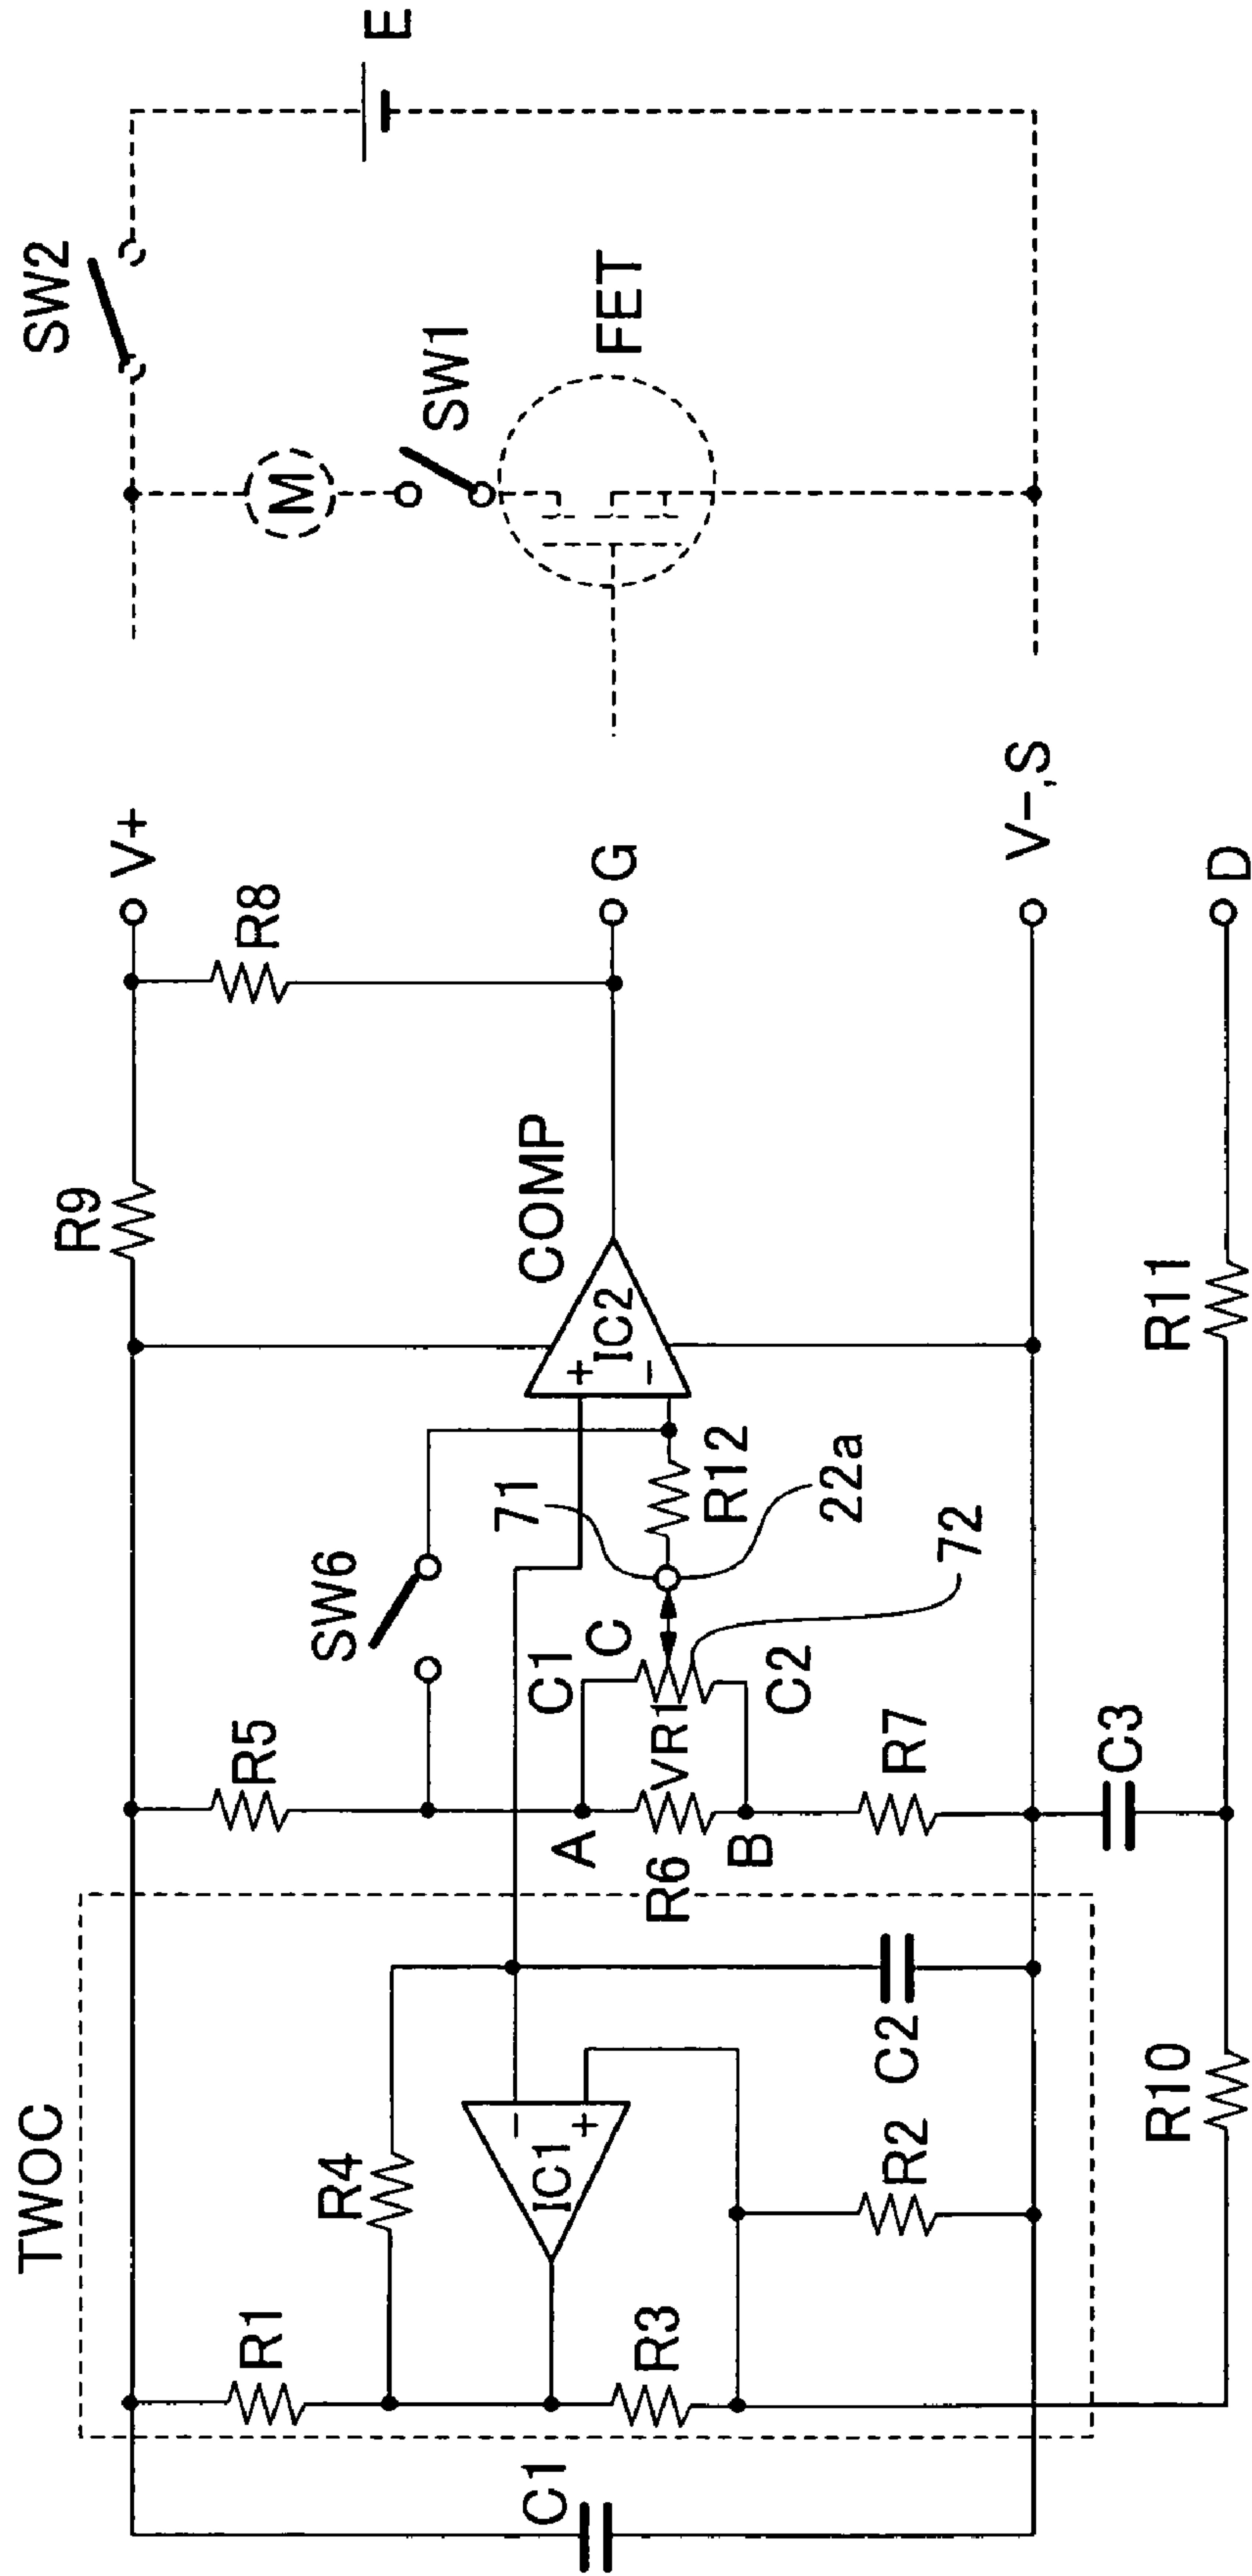 TWOC
C1
R1
R3
R4
IC1
−
+
R2
C2
R5
A
R6
B
VR1
C1
C
C2
R7
C3
SW6
71
R12
22a
72
COMP
IC2
+
−
R9
R8
R10
R11
V+
G
V−,S
D
SW2
M
SW1
FET
E